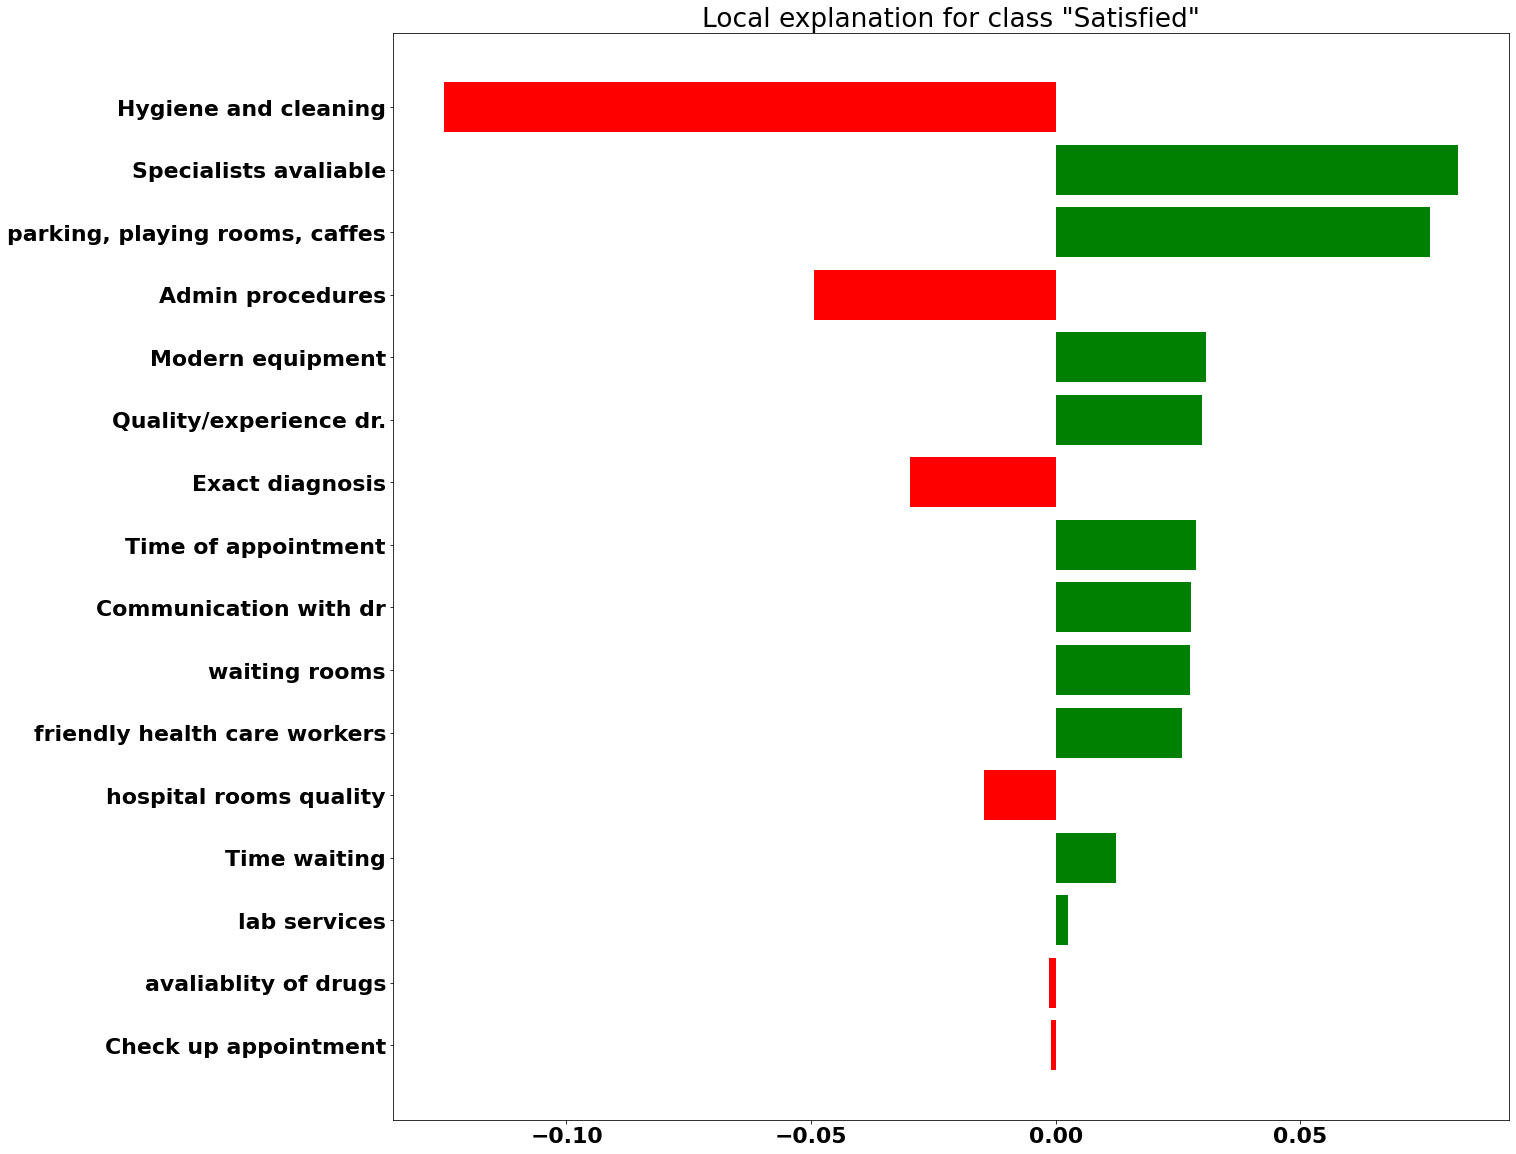 Local explanation for class "Satisfied"
Hygiene and cleaning
Specialists avaliable
parking, playing rooms, caffes
Admin procedures
Modern equipment
Quality/experience dr.
Exact diagnosis
Time of appointment
Communication with dr
waiting rooms
friendly health care workers
hospital rooms quality
Time waiting
lab services
avaliablity of drugs
Check up appointment
−0.10 −0.05 0.00 0.05